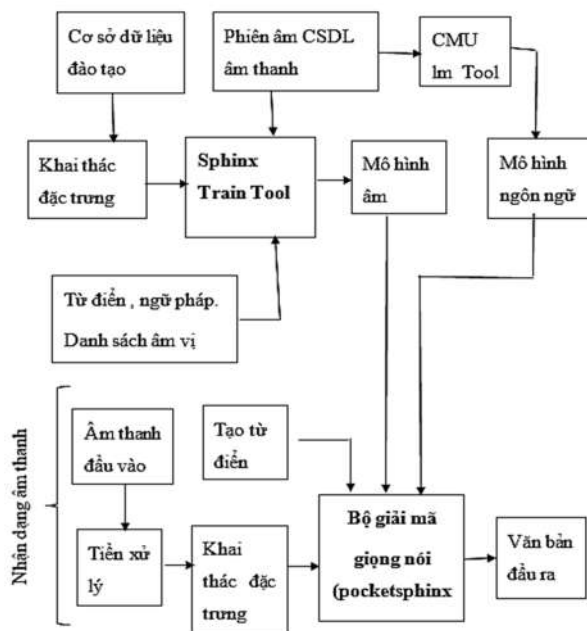 Cơ sở dữ liệu
đào tạo
Phiên âm CSDL
âm thanh
CMU
lm Tool
Khai thác
đặc trưng
Sphinx
Train Tool
Mô hình
âm
Mô hình
ngôn ngữ
Từ điển , ngữ pháp.
Danh sách âm vị
Nhận dạng âm thanh
Âm thanh
đầu vào
Tạo từ
điển
Tiền xử
lý
Khai
thác đặc
trưng
Bộ giải mã
giọng nói
(pocketsphinx
Văn bản
đầu ra